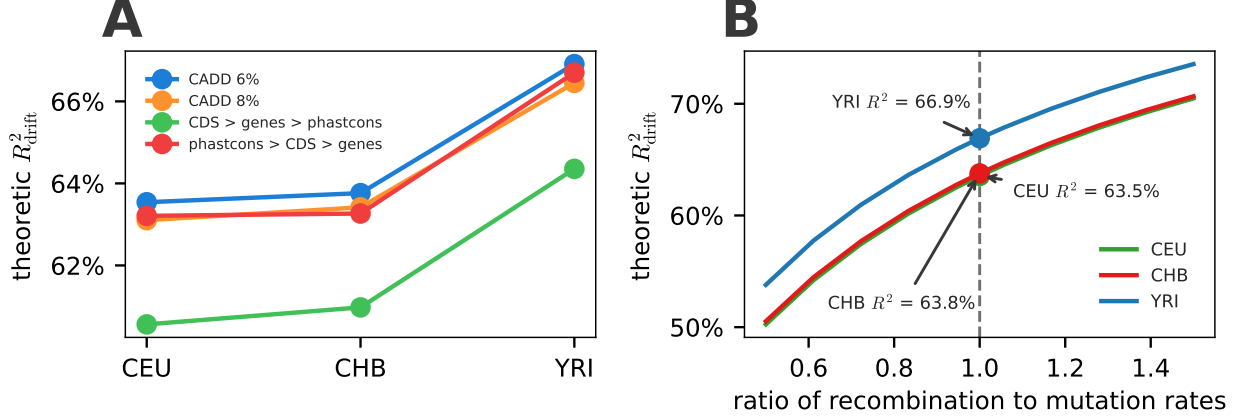 A
theoretic R²drift
66%
64%
62%
CADD 6%
CADD 8%
CDS > genes > phastcons
phastcons > CDS > genes
CEU CHB YRI
B
theoretic R²drift
70%
60%
50%
YRI R² = 66.9%
CEU R² = 63.5%
CHB R² = 63.8%
CEU
CHB
YRI
0.6 0.8 1.0 1.2 1.4
ratio of recombination to mutation rates